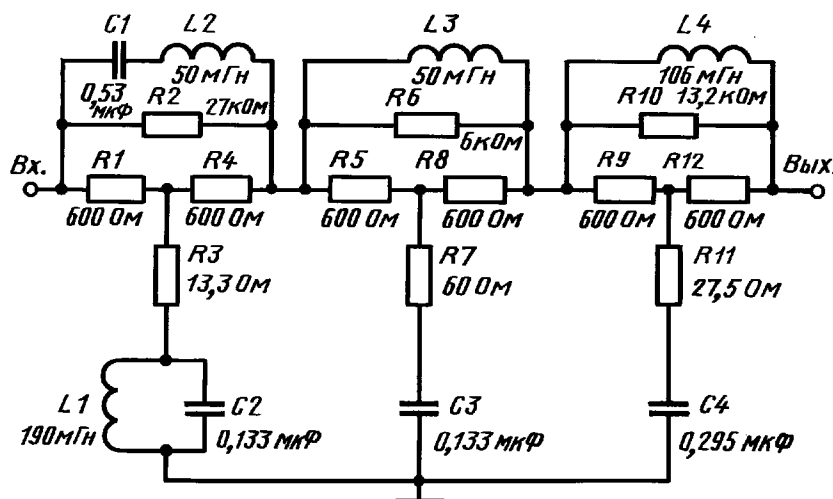 C1
L2
L3
L4
50 мГн
50 мГн
106 мГн
0,53
мкФ
R2
27кОм
R6
6кОм
R10
13,2кОм
Вх.
R1
R4
R5
R8
R9
R12
Вых.
600 Ом
600 Ом
600 Ом
600 Ом
600 Ом
600 Ом
R3
13,3 Ом
R7
60 Ом
R11
27,5 Ом
L1
190мГн
C2
0,133 мкФ
C3
0,133 мкФ
C4
0,295 мкФ